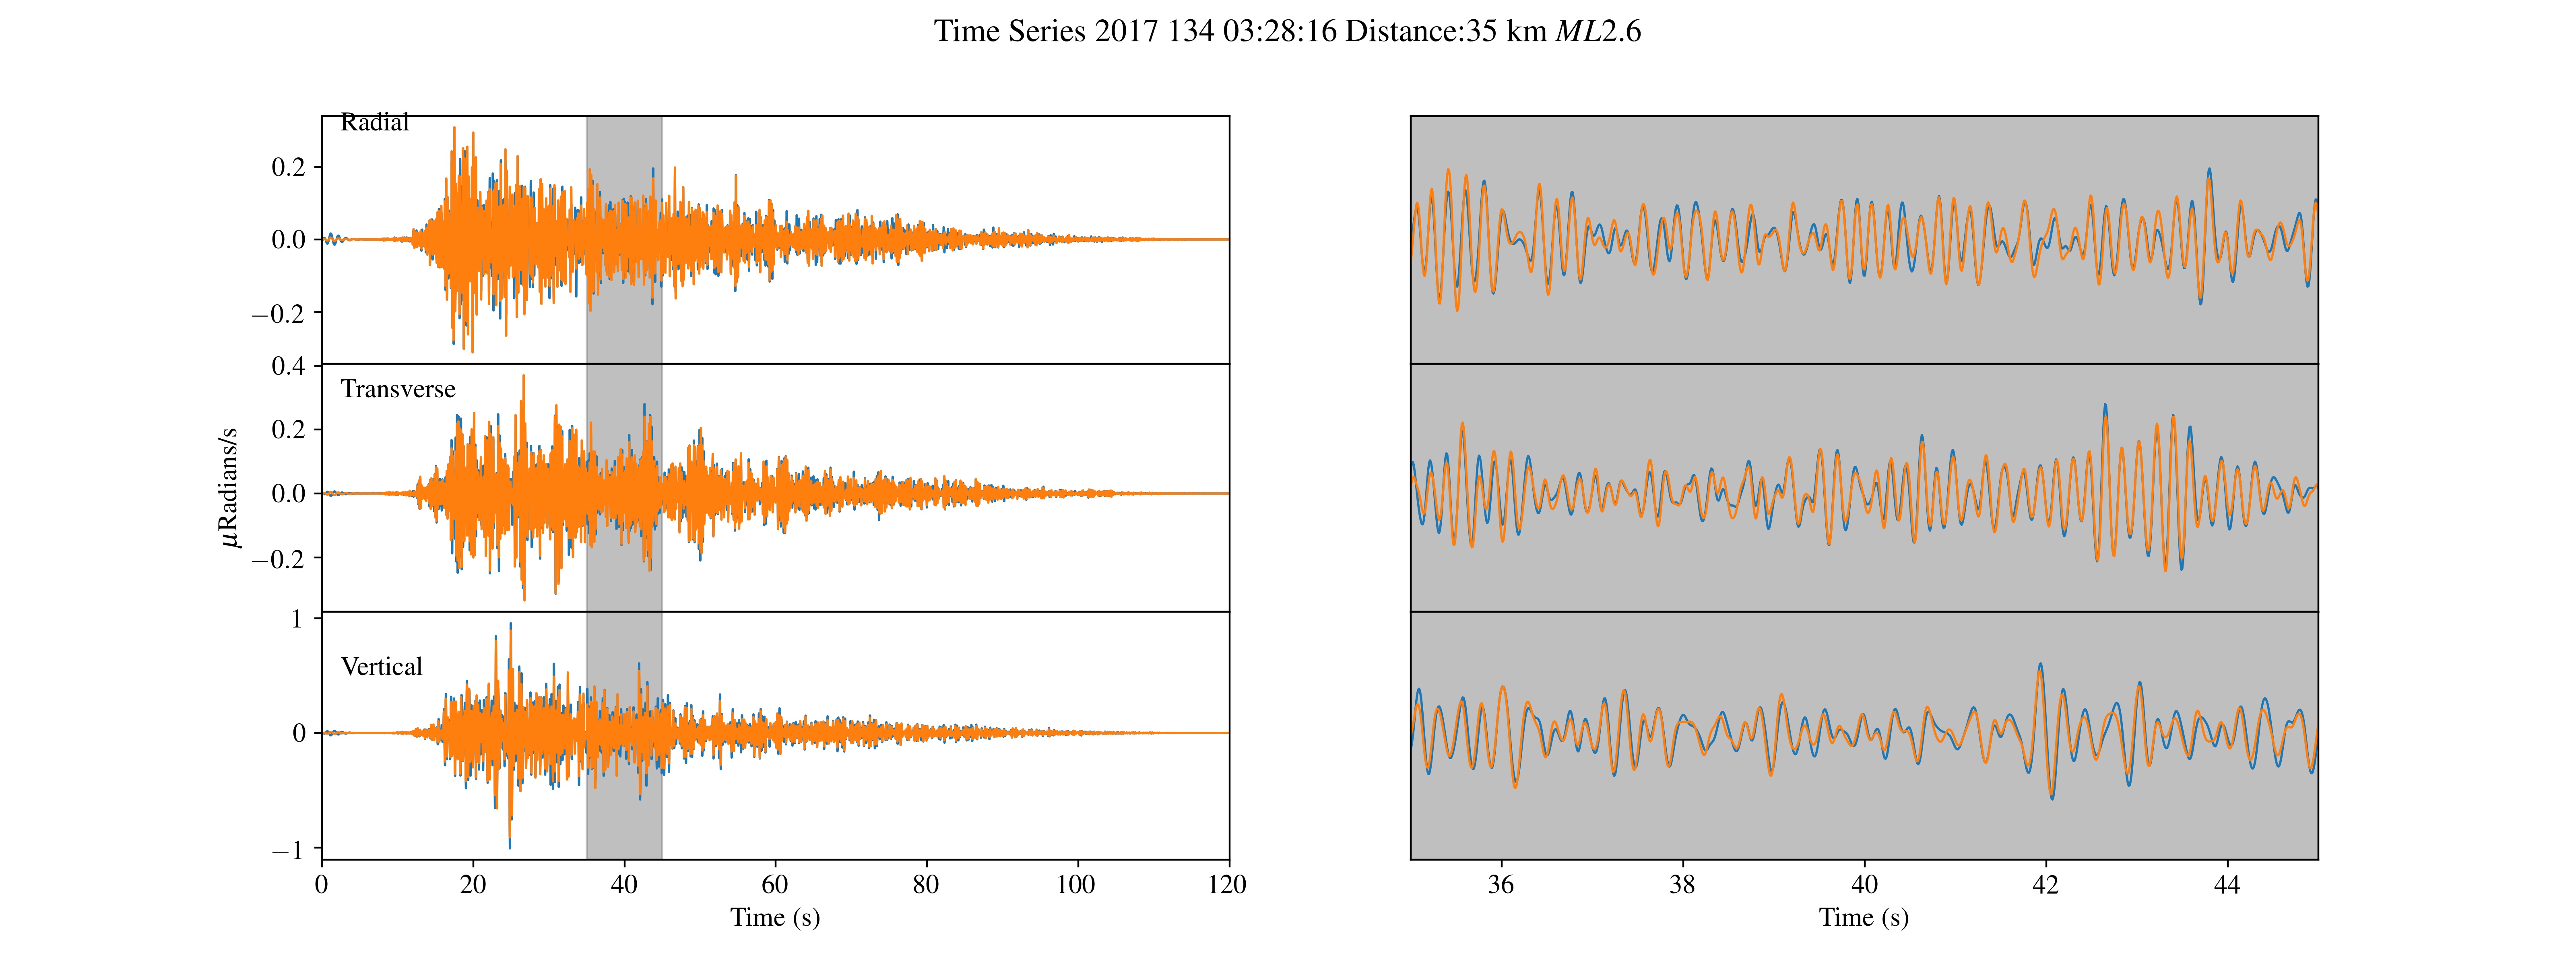 Time Series 2017 134 03:28:16 Distance:35 km ML2.6
Radial
0.2
0.0
−0.2
Transverse
0.4
0.2
0.0
−0.2
Vertical
1
0
−1
μRadians/s
0 20 40 60 80 100 120
Time (s)
36 38 40 42 44
Time (s)